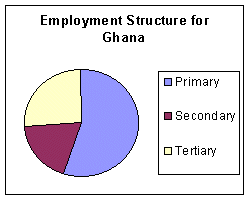 Employment Structure for
Ghana
Primary
Secondary
Tertiary